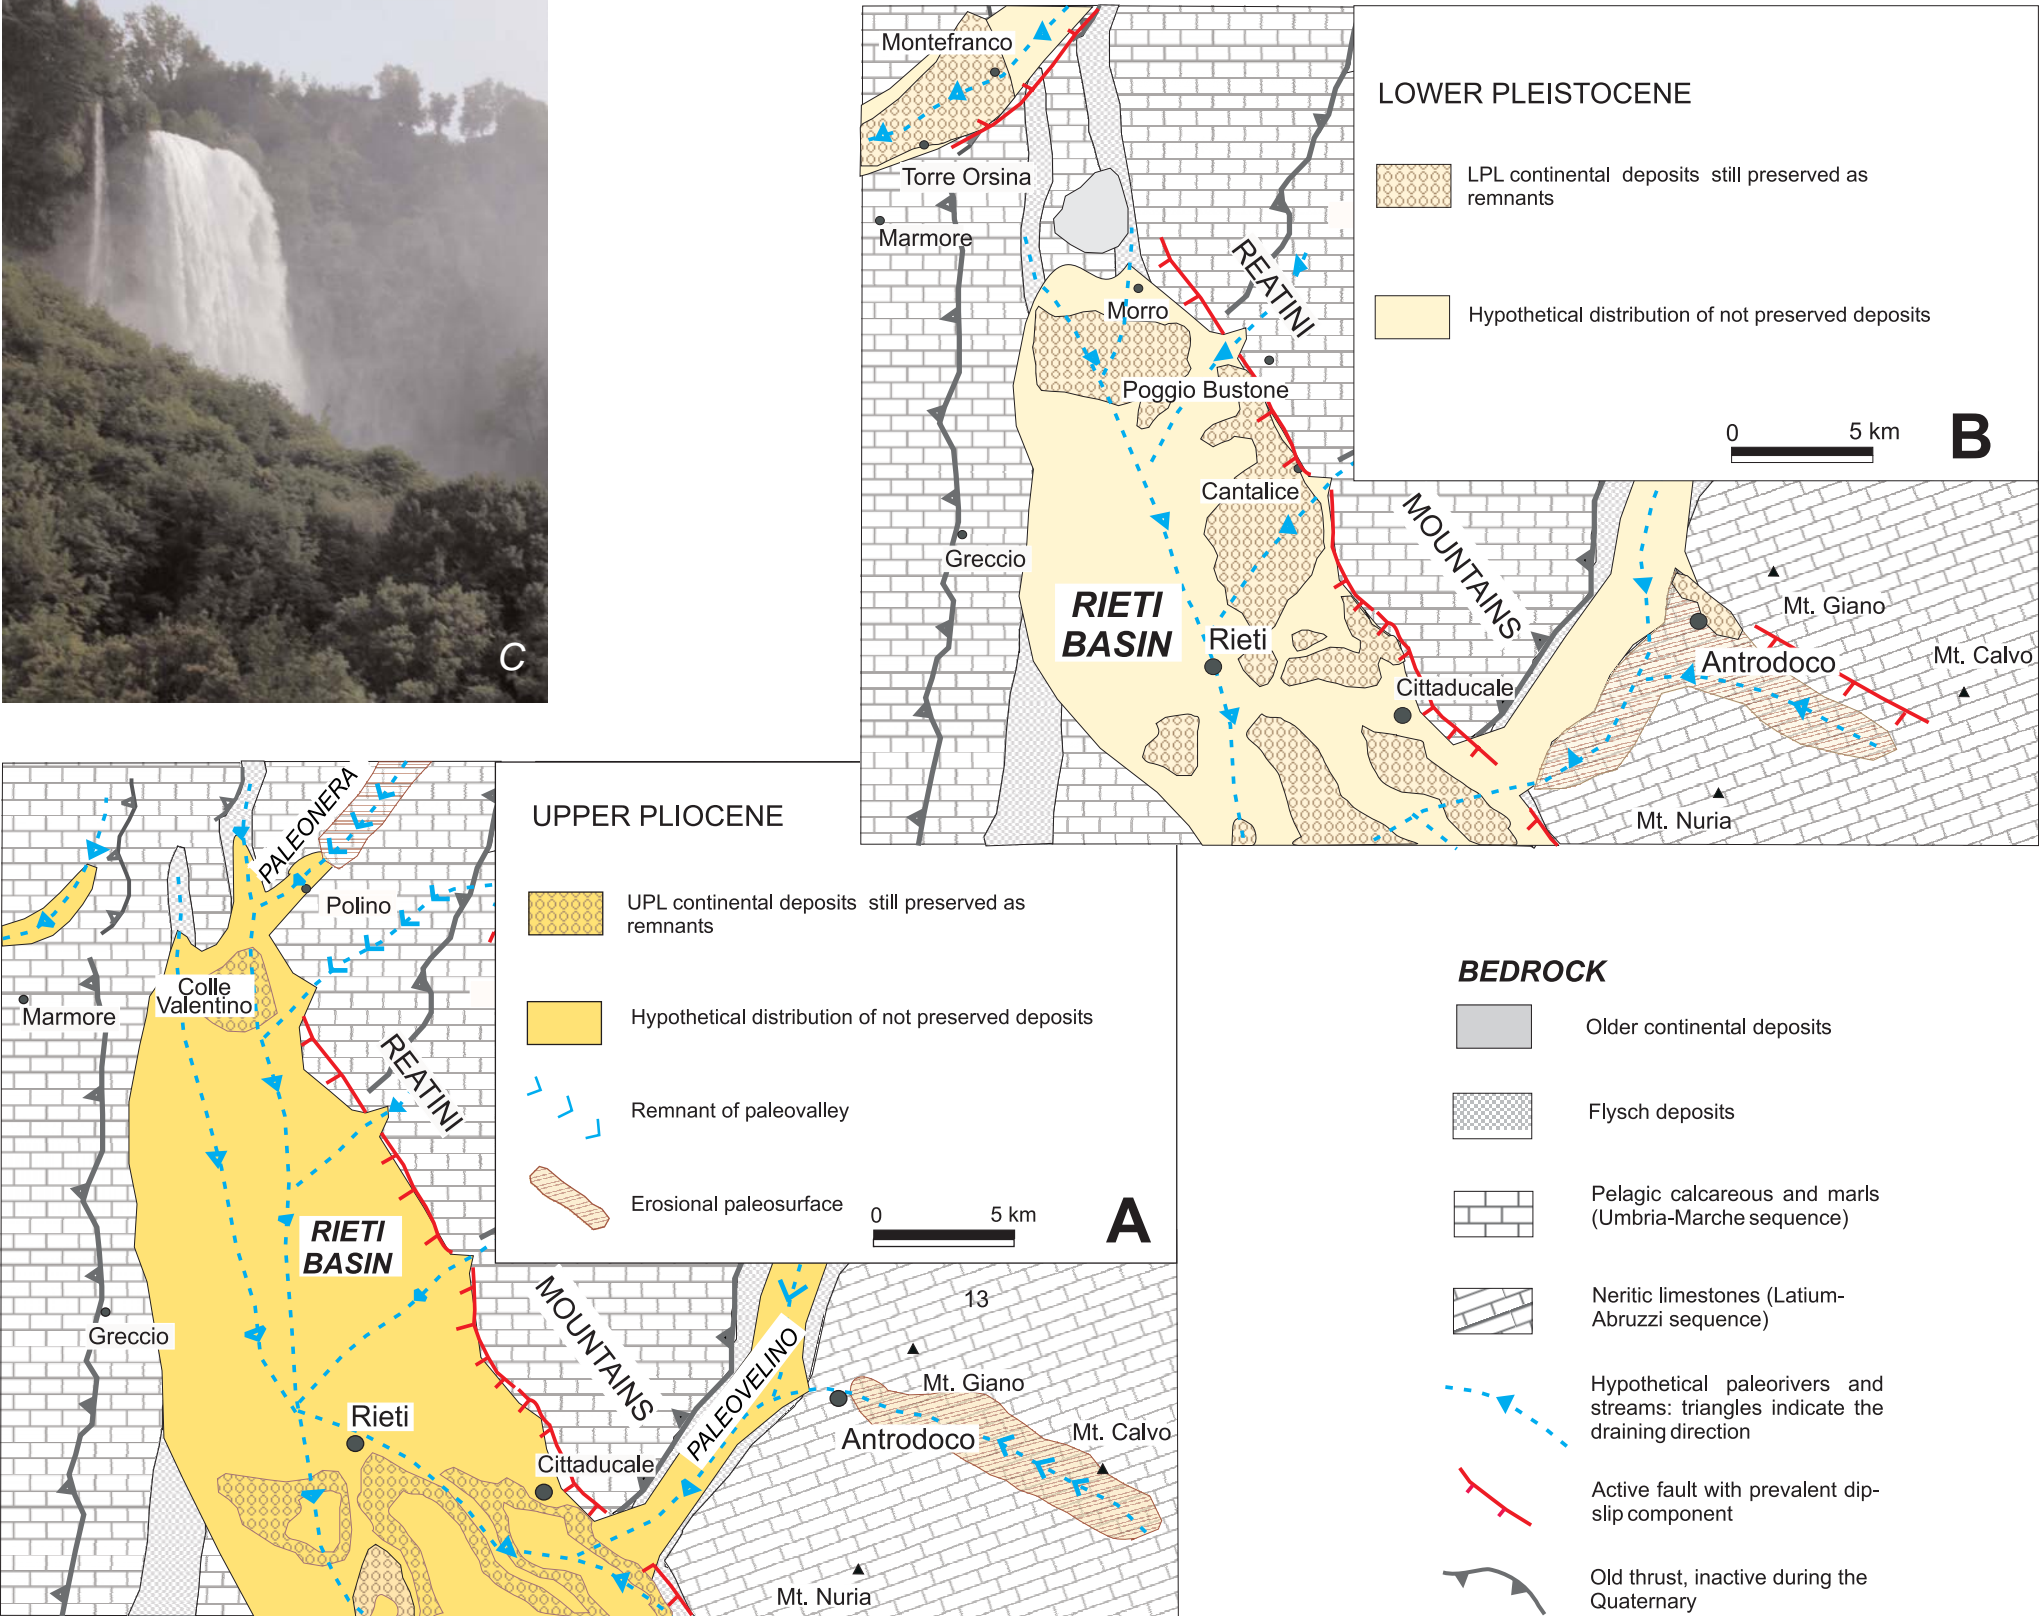 C
Montefranco
Torre Orsina
Marmore
Morro
REATINI
Poggio Bustone
Cantalice
Greccio
RIETI
BASIN
Rieti
MOUNTAINS
Cittaducale
Mt. Giano
Antrodoco
Mt. Calvo
Mt. Nuria
LOWER PLEISTOCENE
LPL continental deposits still preserved as
remnants
Hypothetical distribution of not preserved deposits
0 5 km
B
PALEONERA
Polino
Colle
Valentino
Marmore
REATINI
RIETI
BASIN
Greccio
MOUNTAINS
PALEOVELINO
Rieti
Cittaducale
13
Mt. Giano
Antrodoco
Mt. Calvo
Mt. Nuria
UPPER PLIOCENE
UPL continental deposits still preserved as
remnants
Hypothetical distribution of not preserved deposits
Remnant of paleovalley
Erosional paleosurface
0 5 km
A
BEDROCK
Older continental deposits
Flysch deposits
Pelagic calcareous and marls
(Umbria-Marche sequence)
Neritic limestones (Latium-
Abruzzi sequence)
Hypothetical paleorivers and
streams: triangles indicate the
draining direction
Active fault with prevalent dip-
slip component
Old thrust, inactive during the
Quaternary